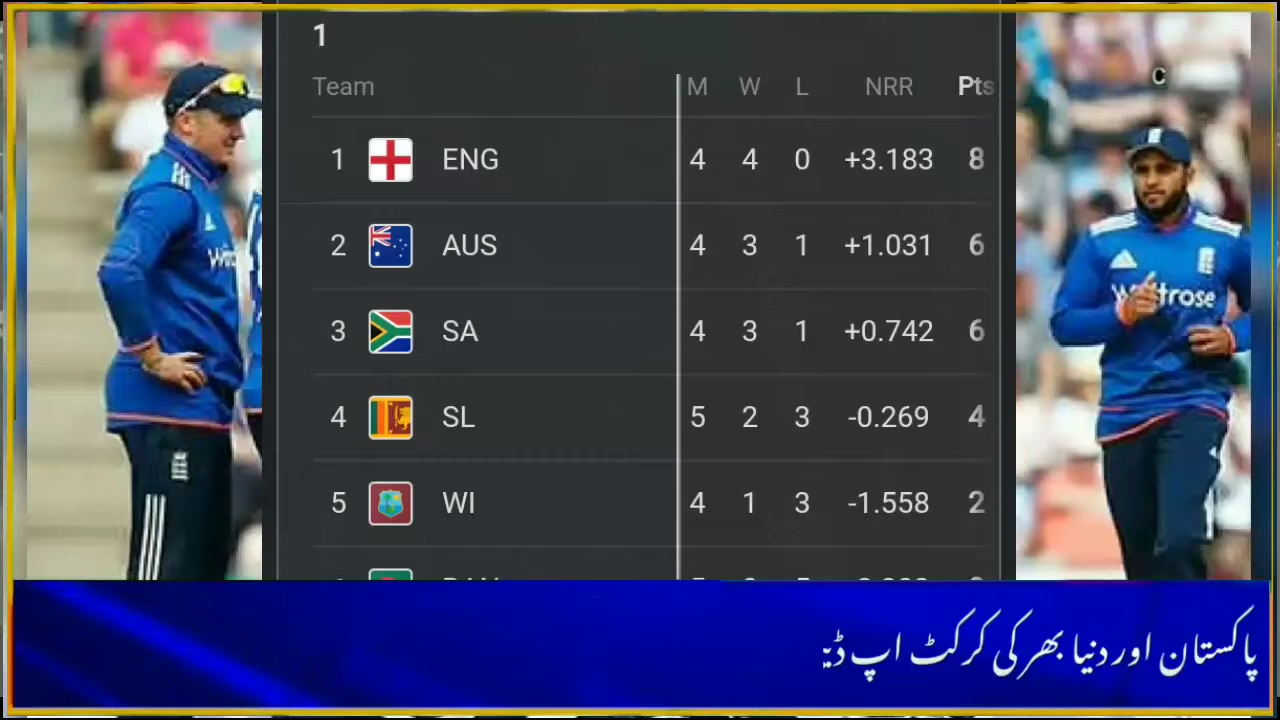 1
Team M W L NRR Pts
1 ENG 4 4 0 +3.183 8
2 AUS 4 3 1 +1.031 6
3 SA 4 3 1 +0.742 6
4 SL 5 2 3 -0.269 4
5 WI 4 1 3 -1.558 2
C
Waitrose
پاکستان اور دنیا بھر کی کرکٹ اپ